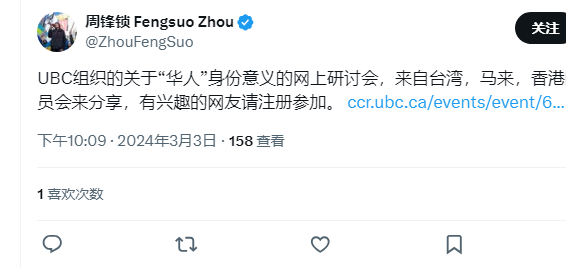 周锋锁 Fengsuo Zhou
关注
@ZhouFengSuo
UBC组织的关于“华人”身份意义的网上研讨会，来自台湾，马来，香港
员会来分享，有兴趣的网友请注册参加。 ccr.ubc.ca/events/event/6…
下午10:09 · 2024年3月3日 · 158 查看
1 喜欢次数